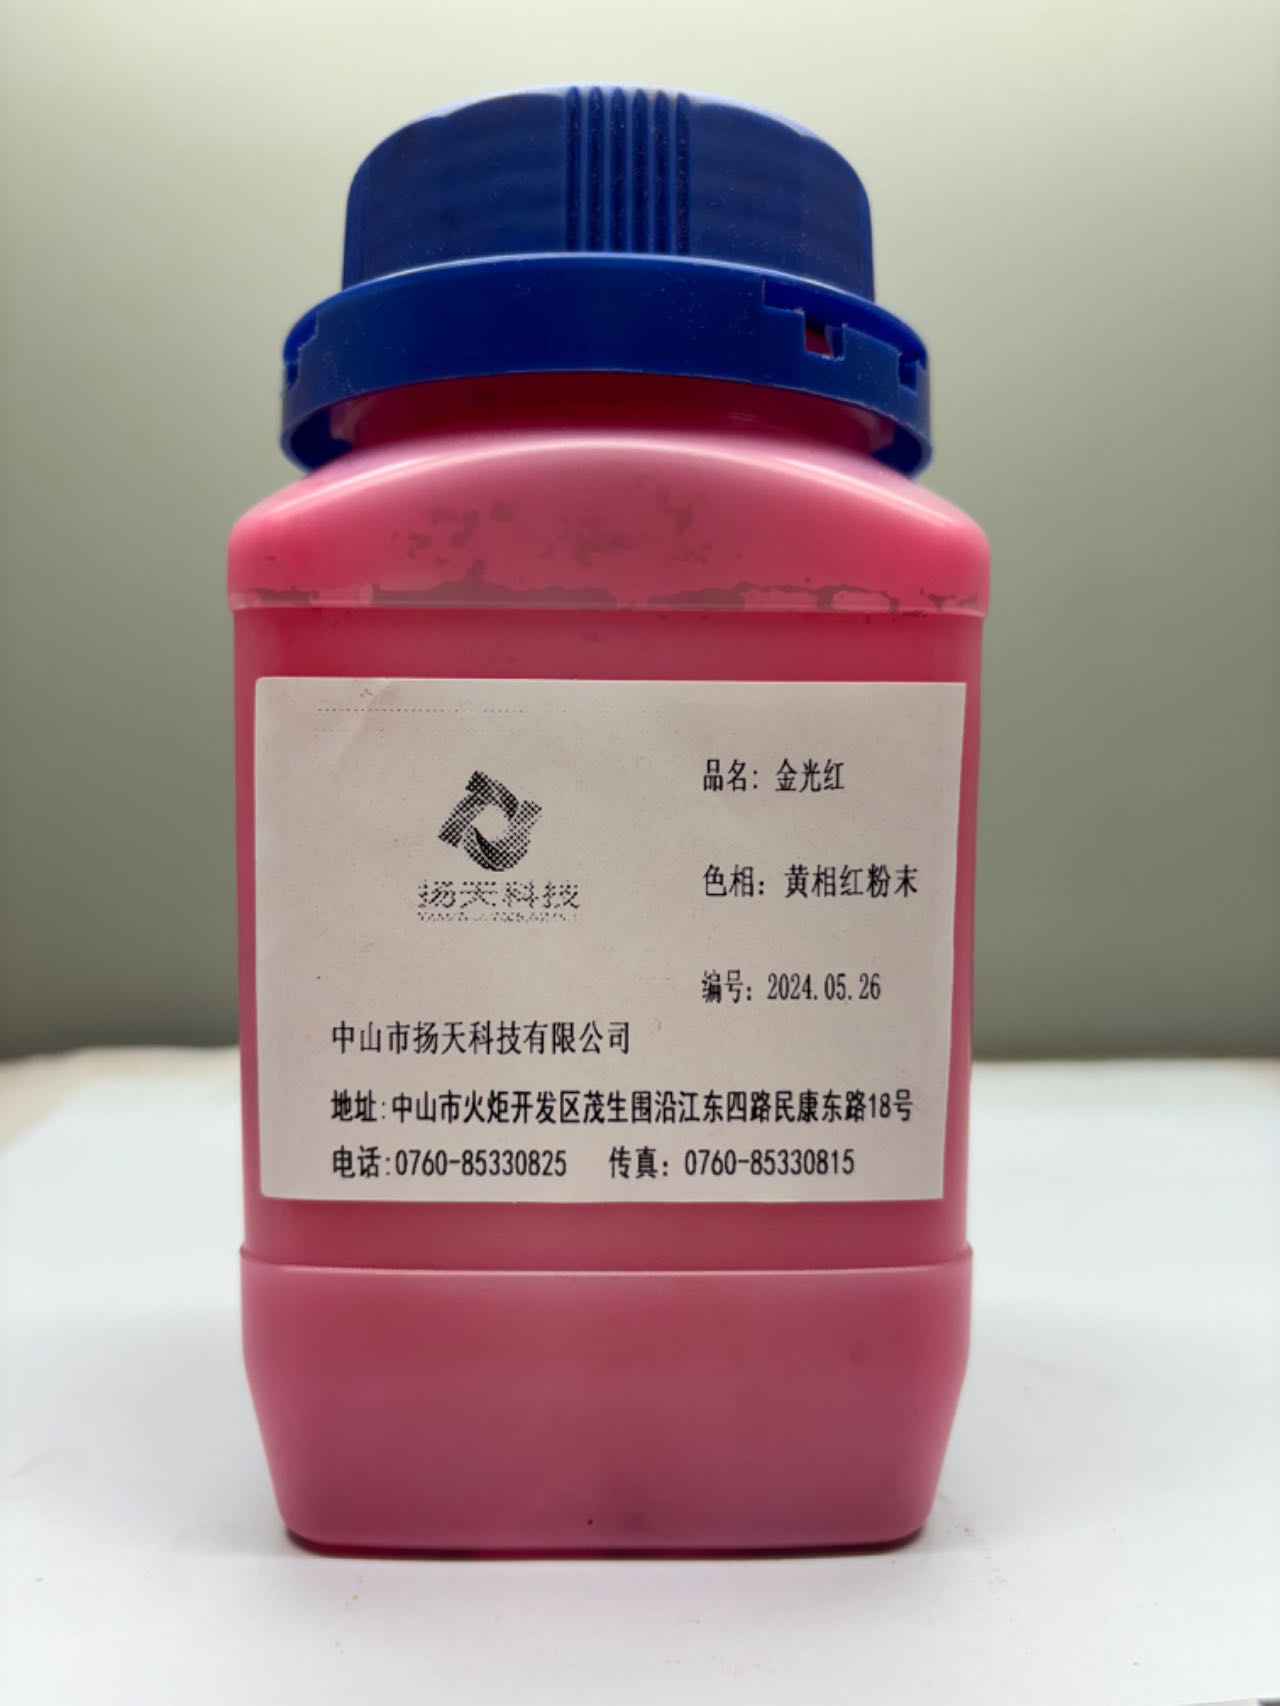 扬天科技
品名: 金光红
色相: 黄相红粉末
编号: 2024.05.26
中山市扬天科技有限公司
地址:中山市火炬开发区茂生围沿江东四路民康东路18号
电话:0760-85330825 传真: 0760-85330815